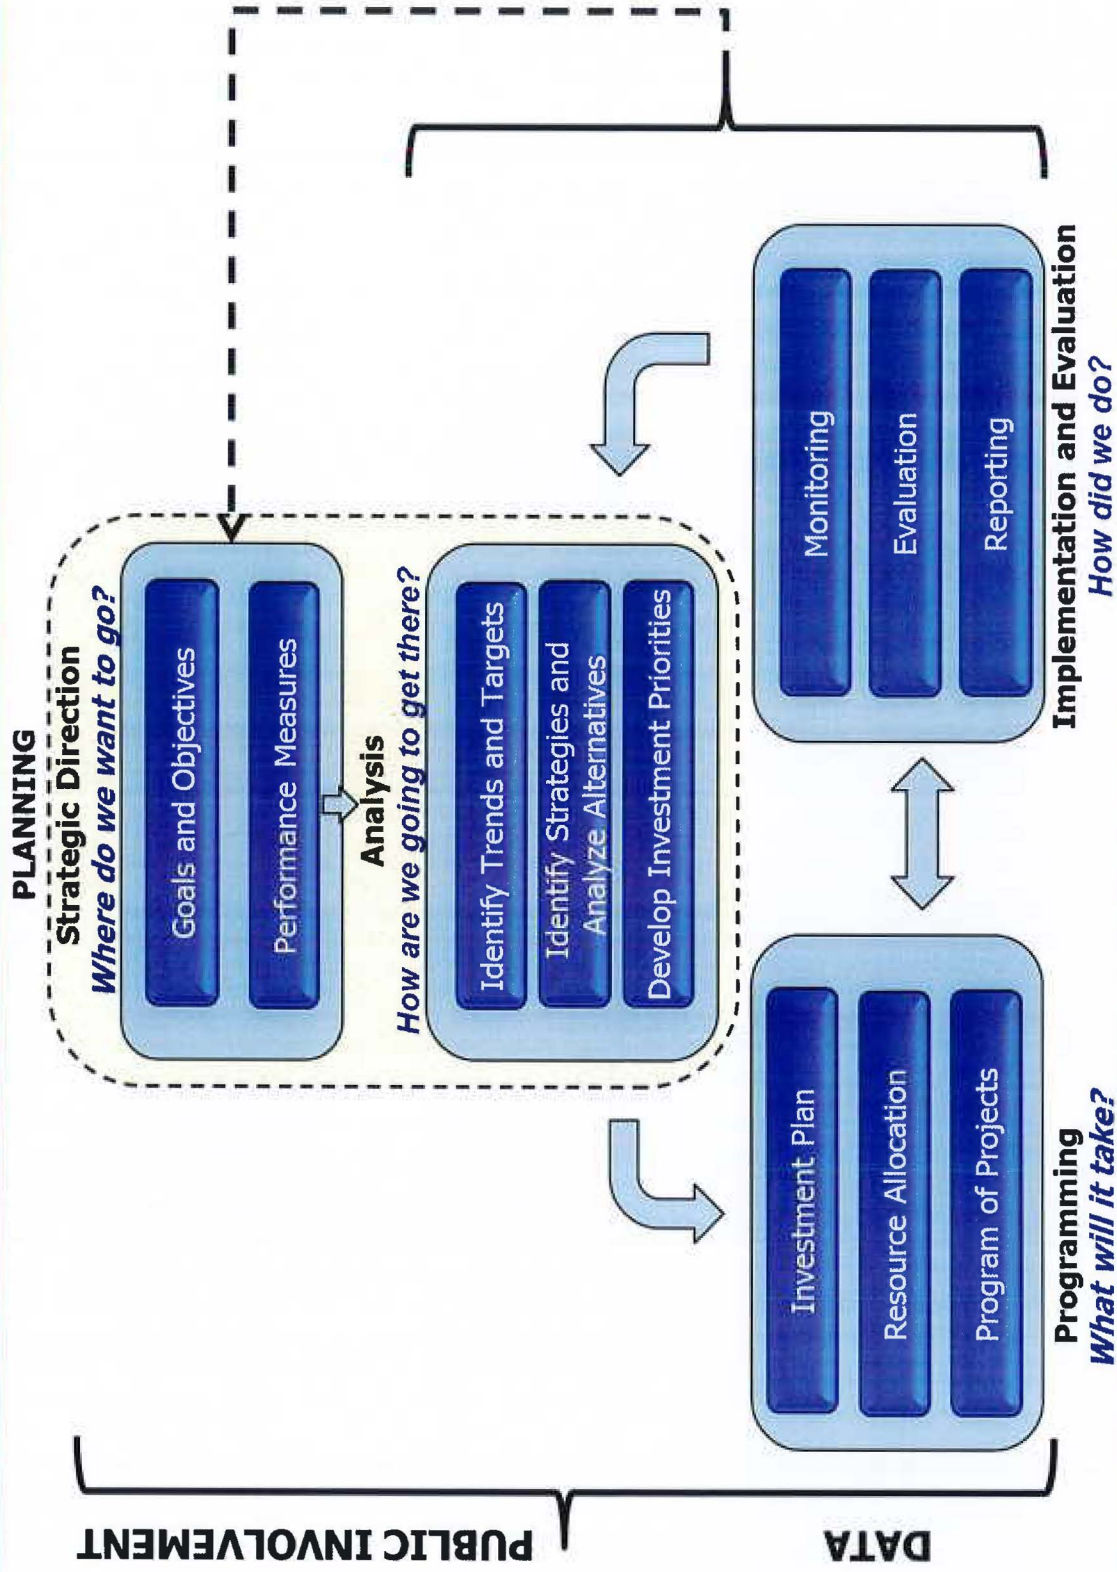 PLANNING
Strategic Direction
Where do we want to go?
Goals and Objectives
Performance Measures
Analysis
How are we going to get there?
Identify Trends and Targets
Identify Strategies and
Analyze Alternatives
Develop Investment Priorities
Investment Plan
Resource Allocation
Program of Projects
Programming
What will it take?
Monitoring
Evaluation
Reporting
Implementation and Evaluation
How did we do?
PUBLIC INVOLVEMENT
DATA